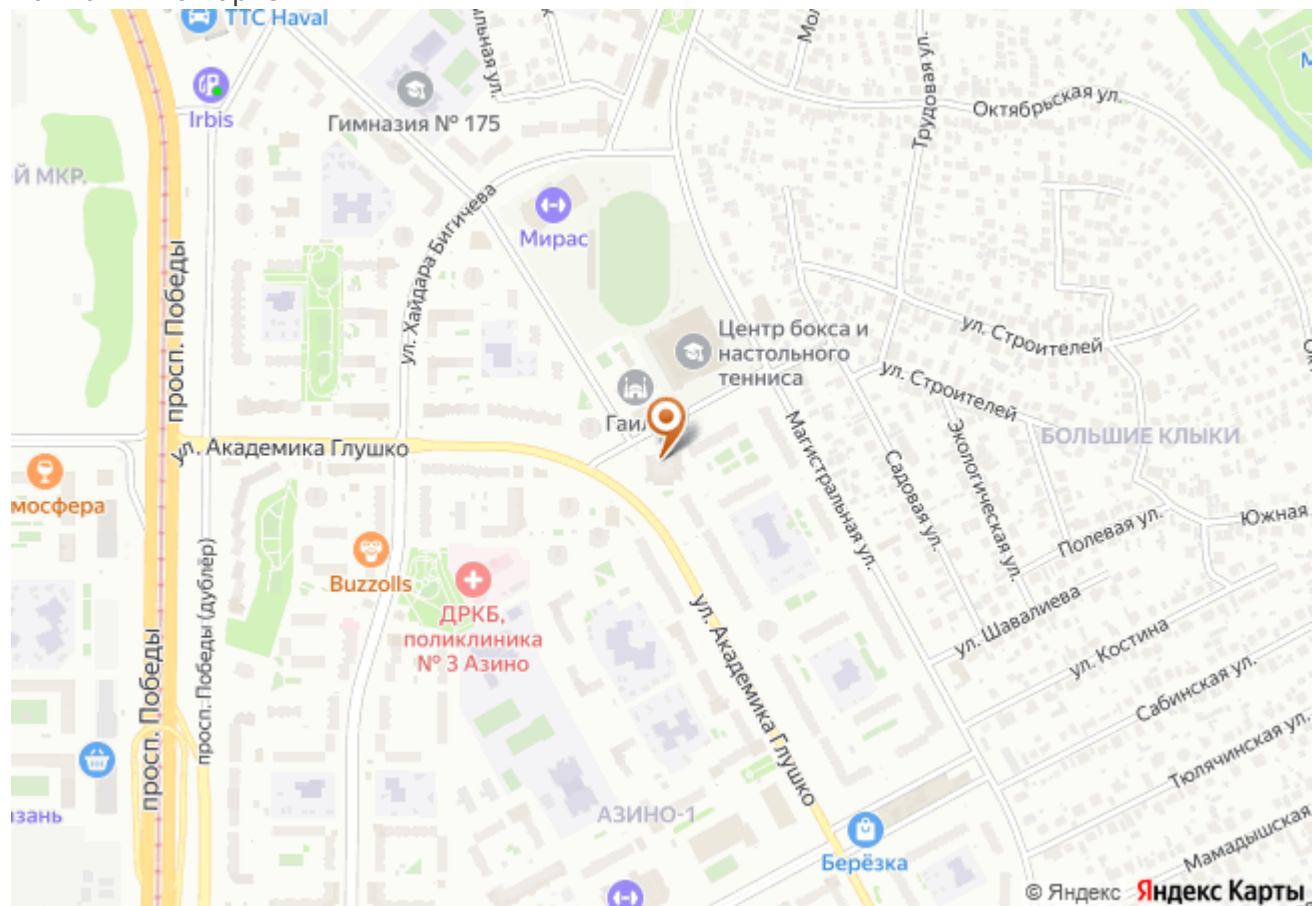 ТТС Haval
Irbis
Гимназия № 175
Й МКР.
Мирас
ул. Хайдара Бигичева
просп. Победы
Трудовая ул.
Октябрьская ул.
Центр бокса и
настольного
тенниса
ул. Строителей
ул. Строителей
БОЛЬШИЕ КЛЫКИ
ул. Академика Глушко
Магистральная ул.
Садовая ул.
Экологическая ул.
Полевая ул.
Южная
Buzzolls
ДРКБ,
поликлиника
№ 3 Азино
ул. Шавалиева
ул. Костина
Сабинская ул.
Тюлячинская ул.
Мамадышская
просп. Победы
просп. Победы (дублёр)
ул. Академика Глушко
АЗИНО-1
Берёзка
© Яндекс Яндекс Карты